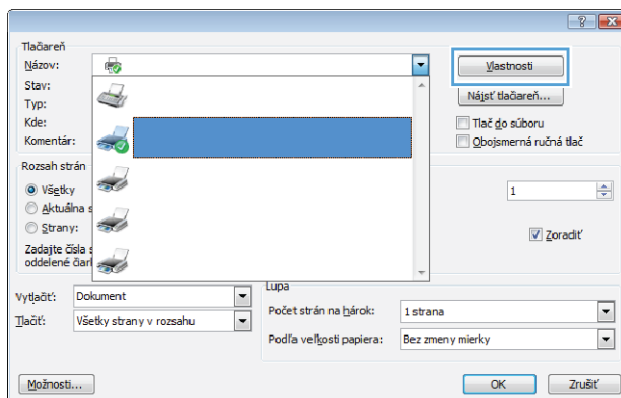 Tlačiareň
Názov:
Vlastnosti
Stav:
Nájsť tlačiareň...
Typ:
Kde:
Tlač do súboru
Komentár:
Obojsmerná ručná tlač
Rozsah strán
Všetky
1
Aktuálna s
Strany:
Zoradiť
Zadajte čísla s
oddelené čiar
Lupa
Vytlačiť: Dokument
Počet strán na hárok: 1 strana
Tlačiť: Všetky strany v rozsahu
Podľa veľkosti papiera: Bez zmeny mierky
Možnosti...
OK
Zrušiť